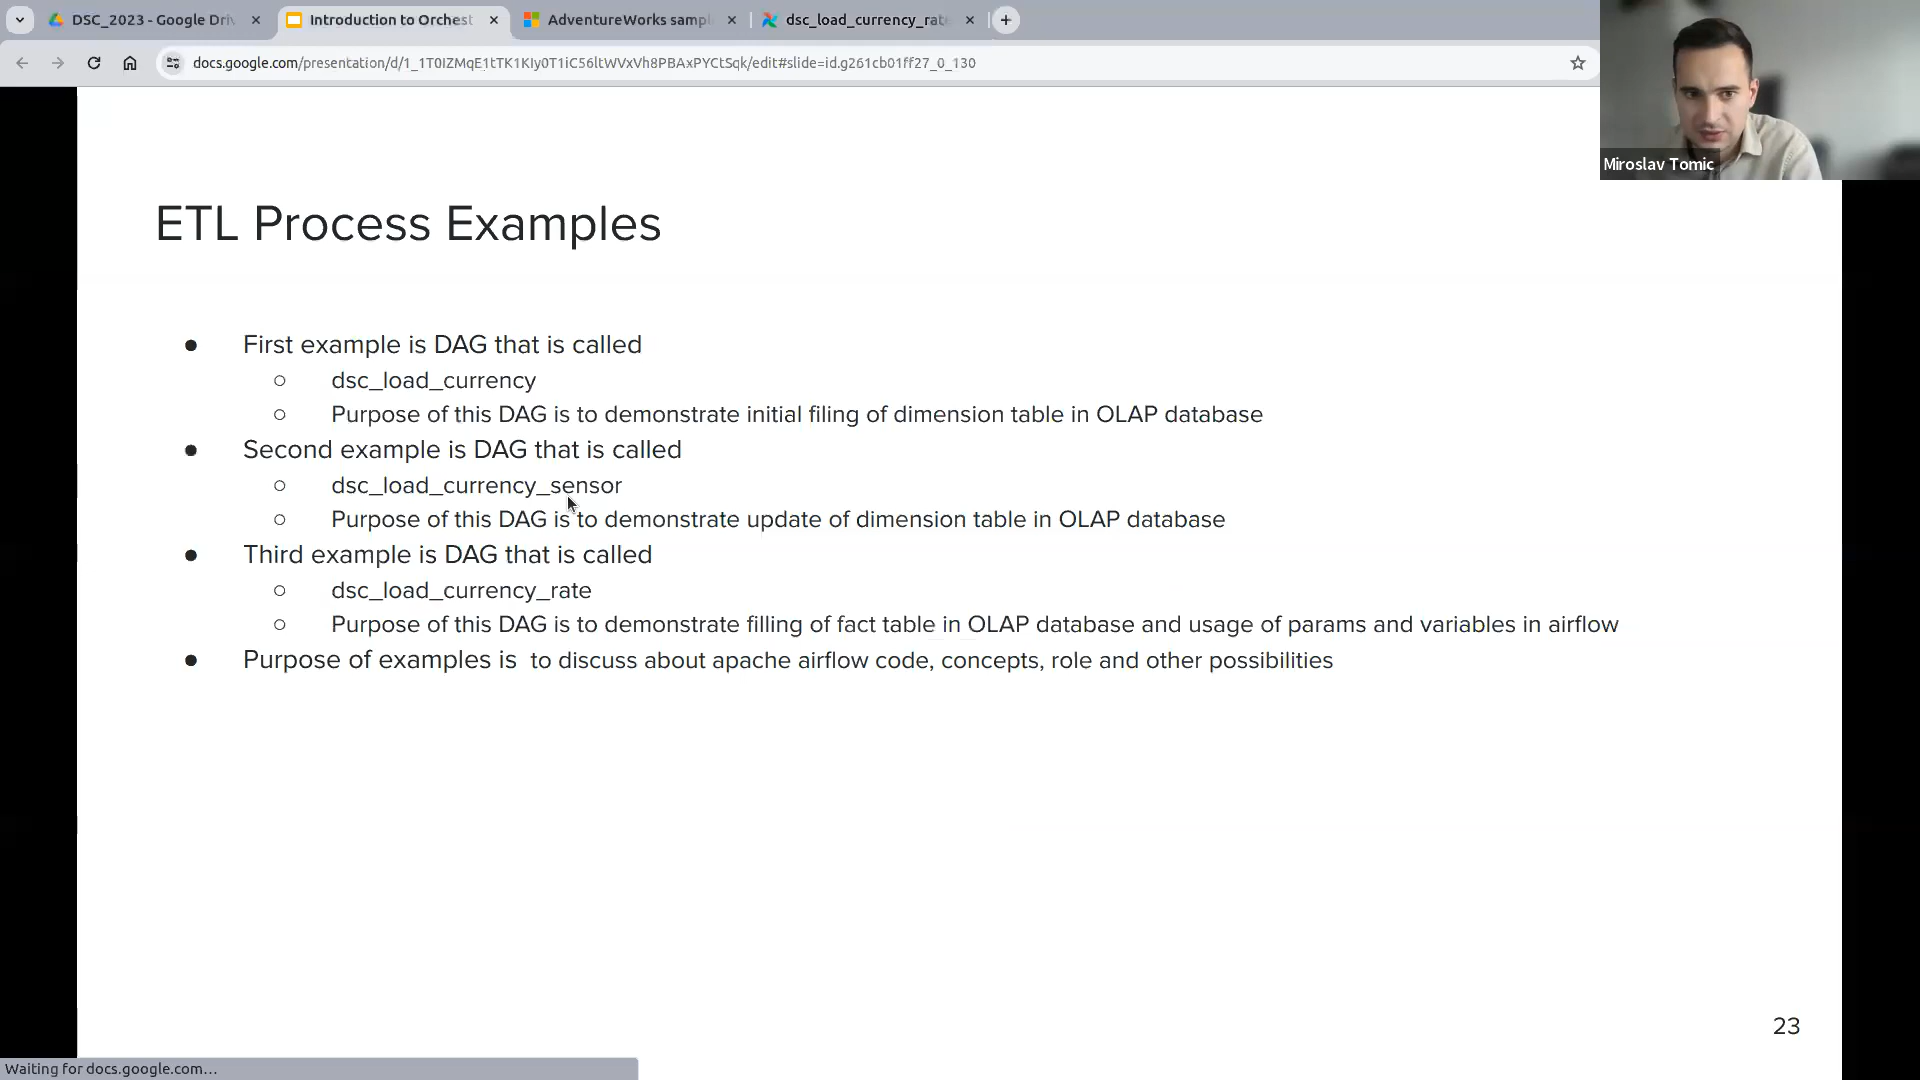 DSC_2023 - Google Driv
Introduction to Orchest
AdventureWorks sampl
dsc_load_currency_rat
docs.google.com/presentation/d/1_1T0IZMqE1tTK1KIy0T1iC56ltWVxVh8PBAxPYCtSqk/edit#slide=id.g261cb01ff27_0_130
Miroslav Tomic
ETL Process Examples
● First example is DAG that is called
○ dsc_load_currency
○ Purpose of this DAG is to demonstrate initial filing of dimension table in OLAP database
● Second example is DAG that is called
○ dsc_load_currency_sensor
○ Purpose of this DAG is to demonstrate update of dimension table in OLAP database
● Third example is DAG that is called
○ dsc_load_currency_rate
○ Purpose of this DAG is to demonstrate filling of fact table in OLAP database and usage of params and variables in airflow
● Purpose of examples is to discuss about apache airflow code, concepts, role and other possibilities
23
Waiting for docs.google.com...